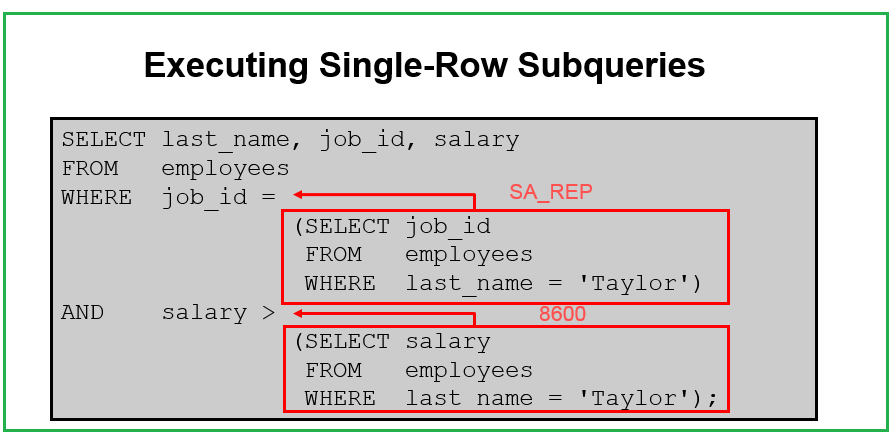 Executing Single-Row Subqueries
SELECT last_name, job_id, salary
FROM employees
WHERE job_id =
SA_REP
(SELECT job_id
FROM employees
WHERE last_name = 'Taylor')
AND salary >
8600
(SELECT salary
FROM employees
WHERE last_name = 'Taylor');